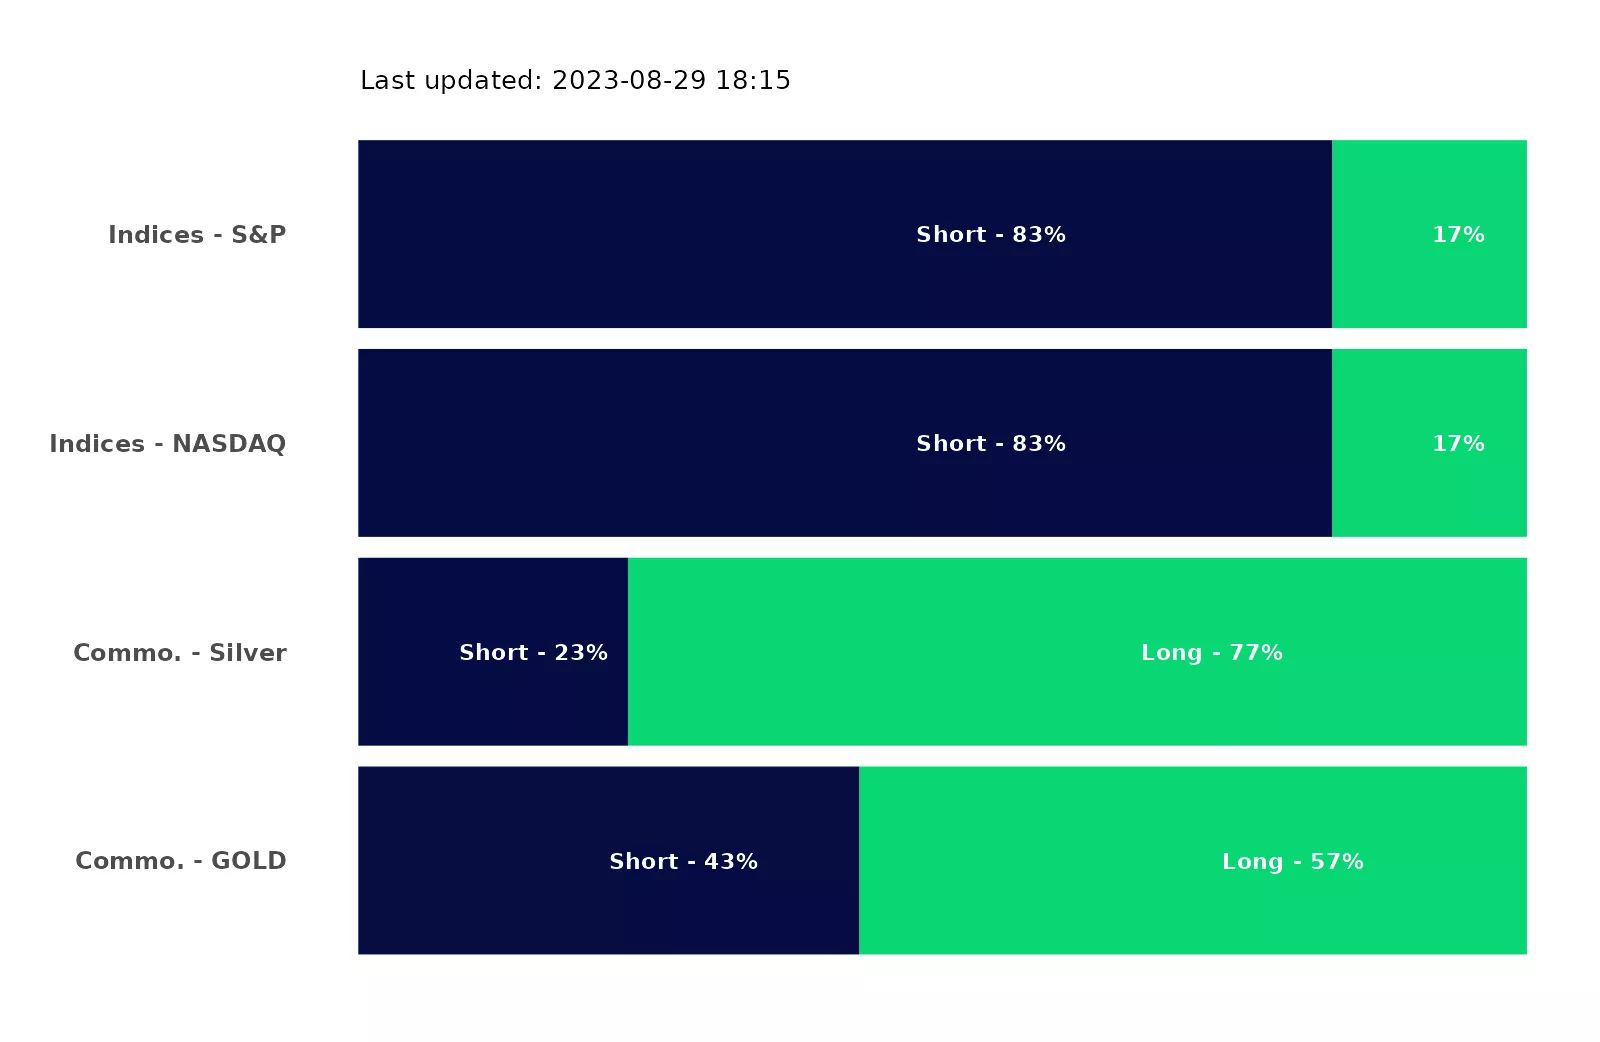 Last updated: 2023-08-29 18:15
Indices - S&P Short - 83% 17%
Indices - NASDAQ Short - 83% 17%
Commo. - Silver Short - 23% Long - 77%
Commo. - GOLD Short - 43% Long - 57%